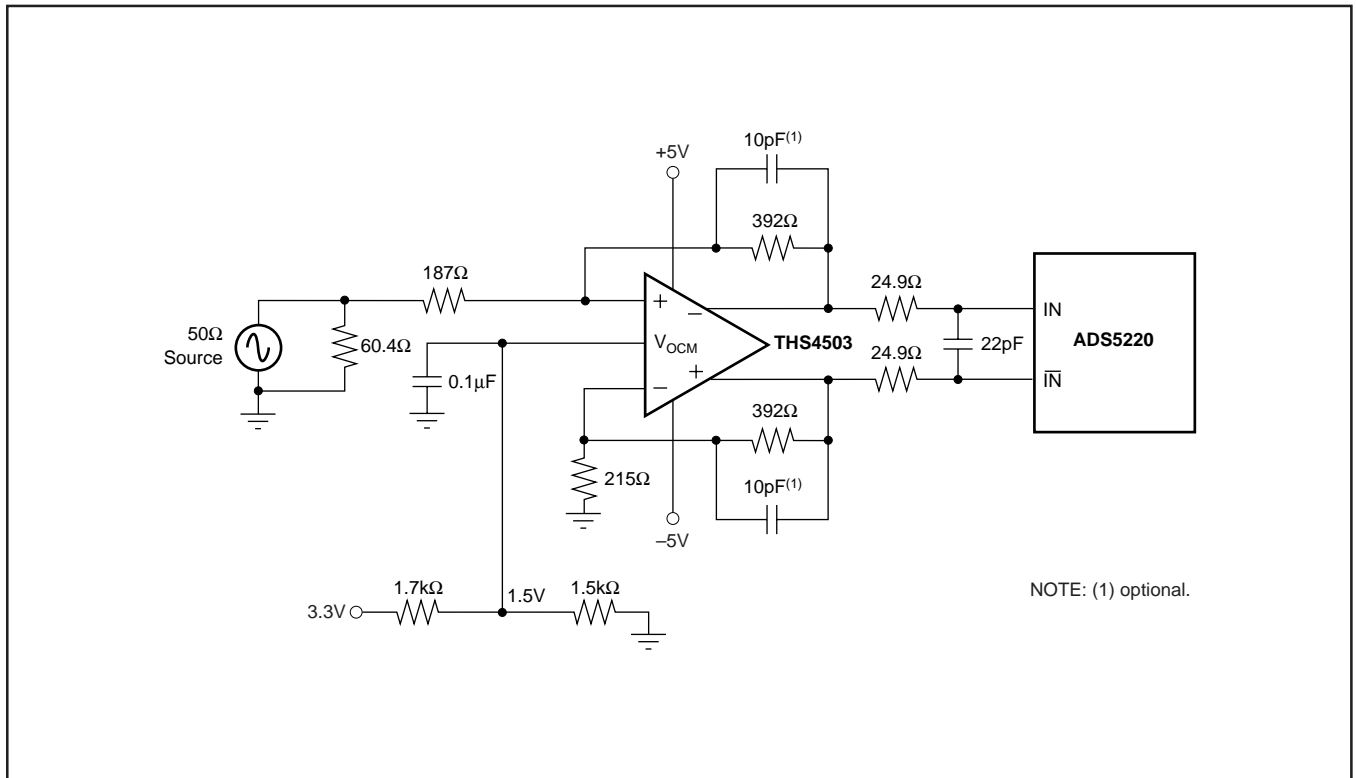 10pF(1)
+5V
392Ω
187Ω
24.9Ω
+
−
IN
50Ω
Source
60.4Ω
VOCM
THS4503
22pF
ADS5220
0.1µF
24.9Ω
+
−
IN
392Ω
215Ω
10pF(1)
–5V
NOTE: (1) optional.
1.7kΩ
1.5V
1.5kΩ
3.3V